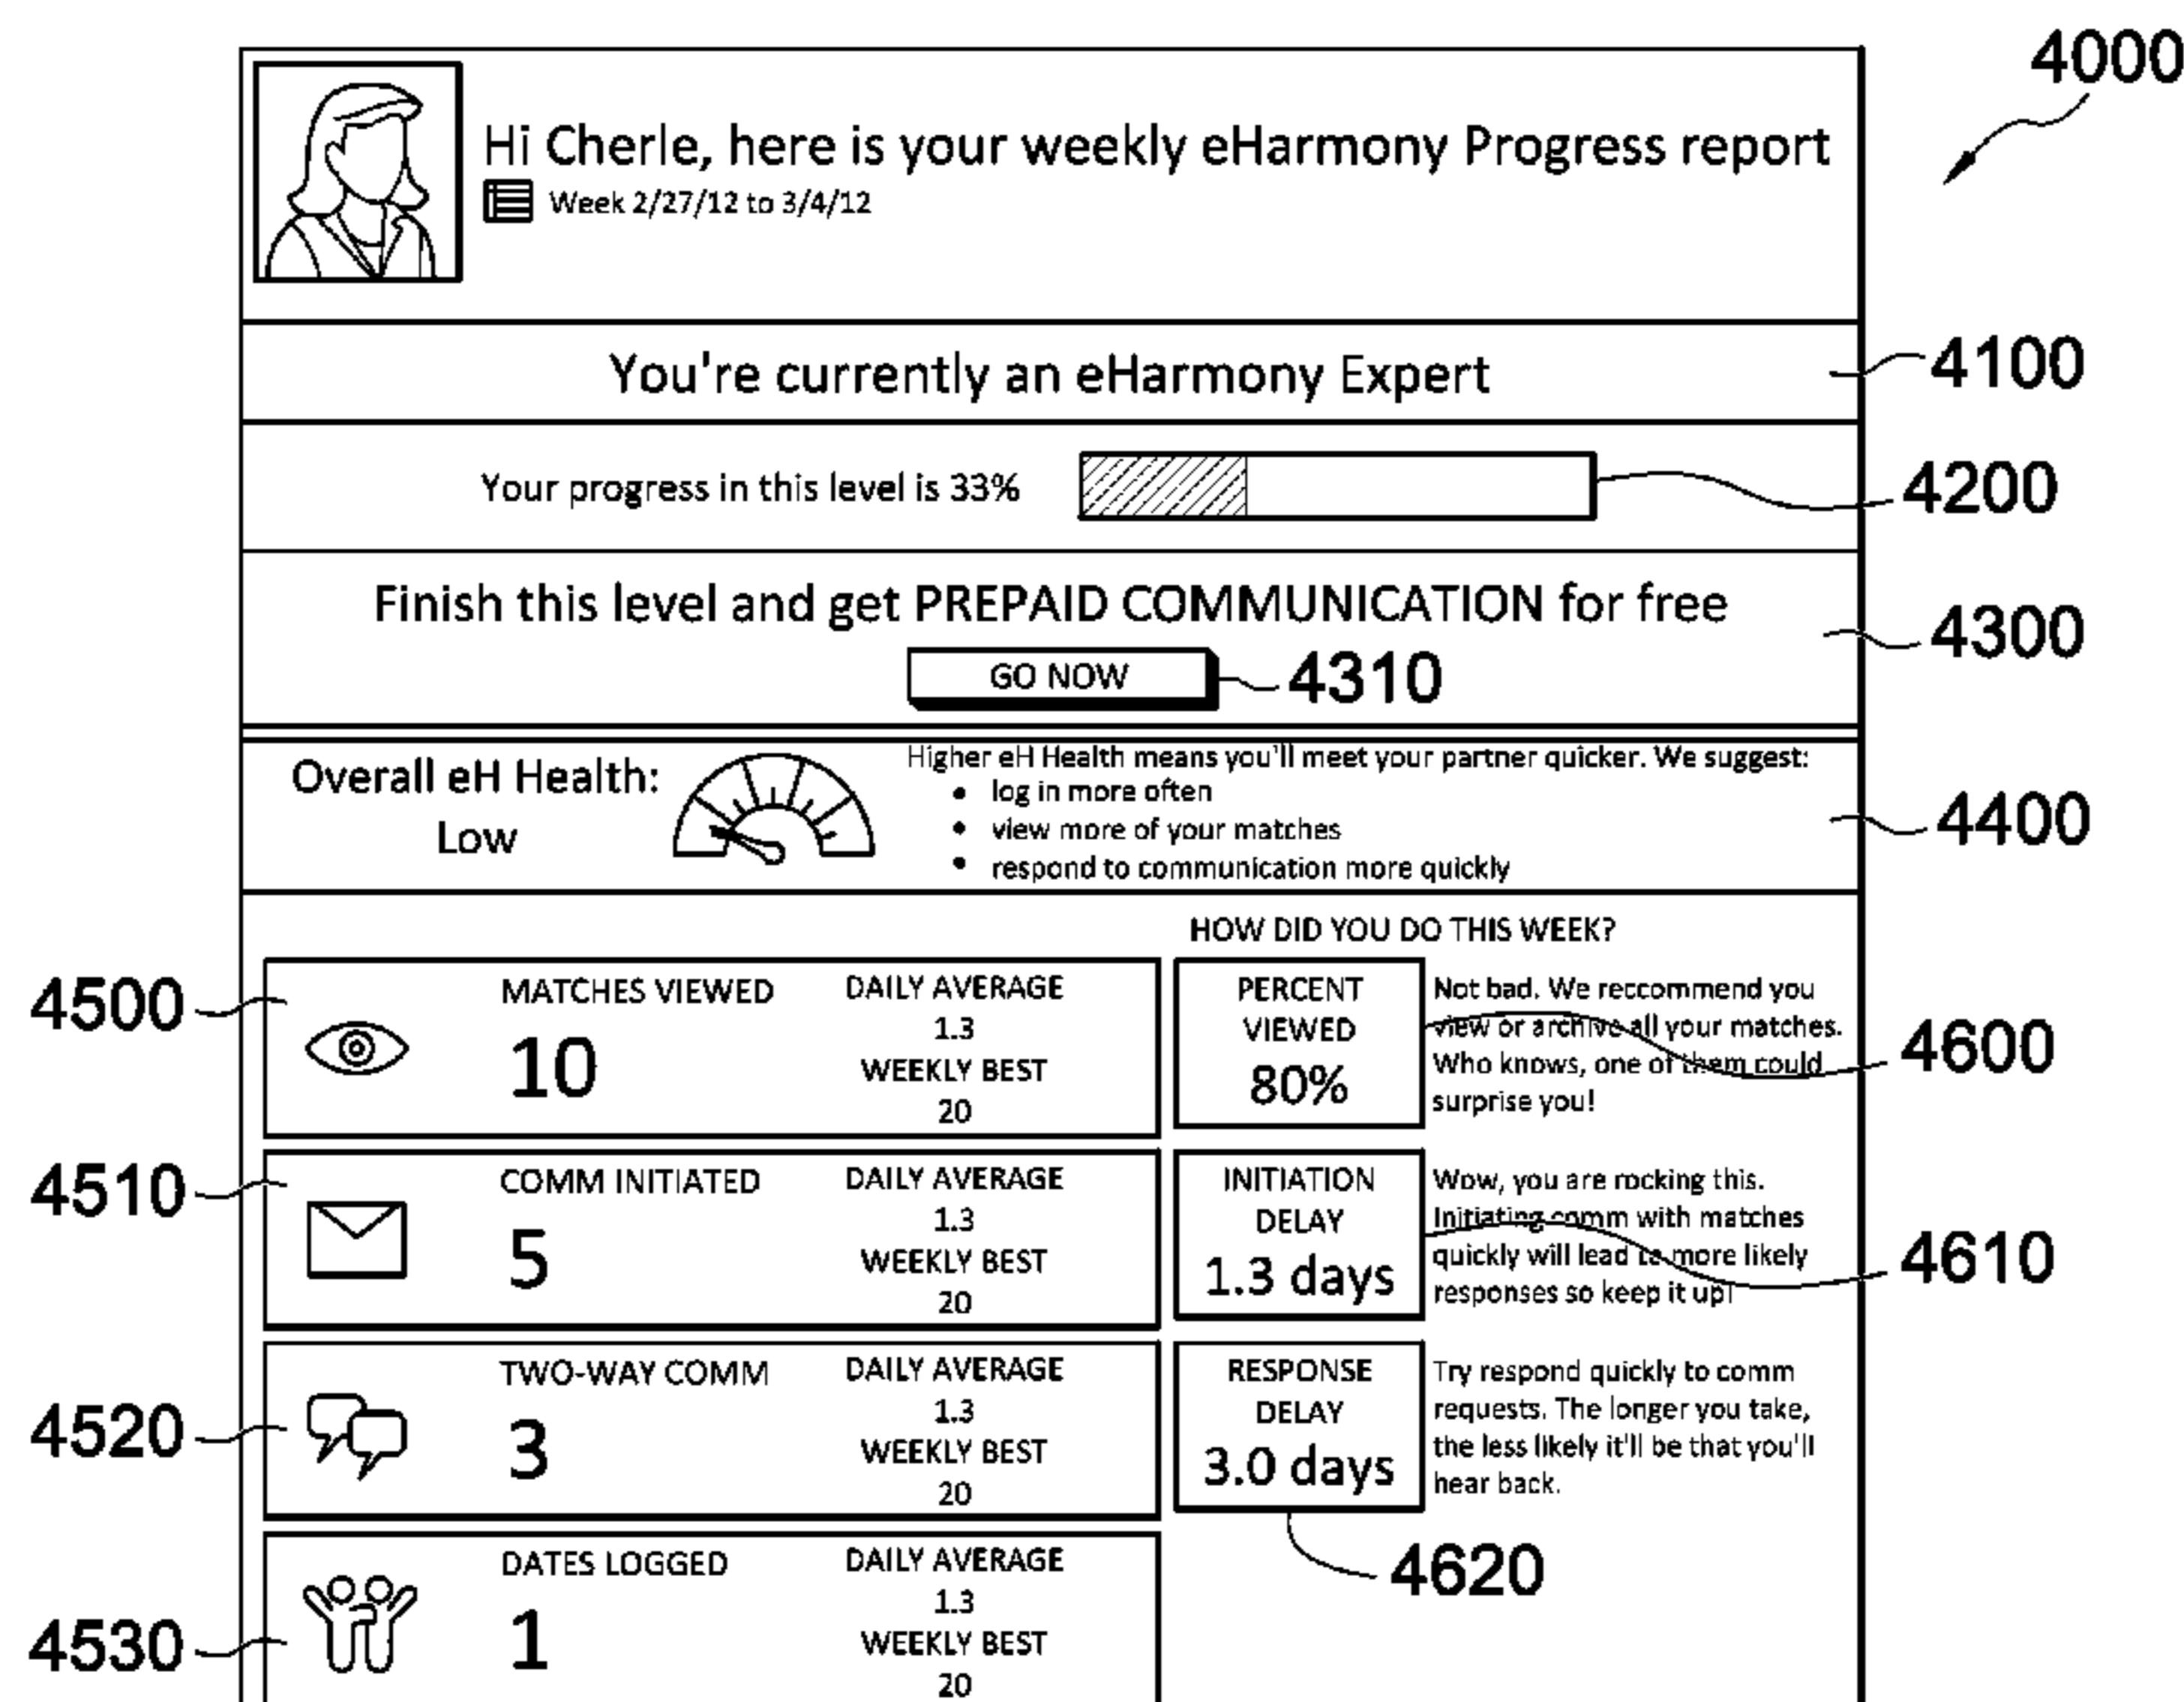 4000
Hi Cherle, here is your weekly eHarmony Progress report
Week 2/27/12 to 3/4/12
You're currently an eHarmony Expert
4100
Your progress in this level is 33%
4200
Finish this level and get PREPAID COMMUNICATION for free
4300
GO NOW
4310
Overall eH Health:
Low
Higher eH Health means you'll meet your partner quicker. We suggest:
• log in more often
• view more of your matches
• respond to communication more quickly
4400
HOW DID YOU DO THIS WEEK?
4500
MATCHES VIEWED
10
DAILY AVERAGE
1.3
WEEKLY BEST
20
PERCENT
VIEWED
80%
Not bad. We reccommend you
view or archive all your matches.
Who knows, one of them could
surprise you!
4600
4510
COMM INITIATED
5
DAILY AVERAGE
1.3
WEEKLY BEST
20
INITIATION
DELAY
1.3 days
Wow, you are rocking this.
Initiating comm with matches
quickly will lead to more likely
responses so keep it up!
4610
4520
TWO-WAY COMM
3
DAILY AVERAGE
1.3
WEEKLY BEST
20
RESPONSE
DELAY
3.0 days
Try respond quickly to comm
requests. The longer you take,
the less likely it'll be that you'll
hear back.
4620
4530
DATES LOGGED
1
DAILY AVERAGE
1.3
WEEKLY BEST
20